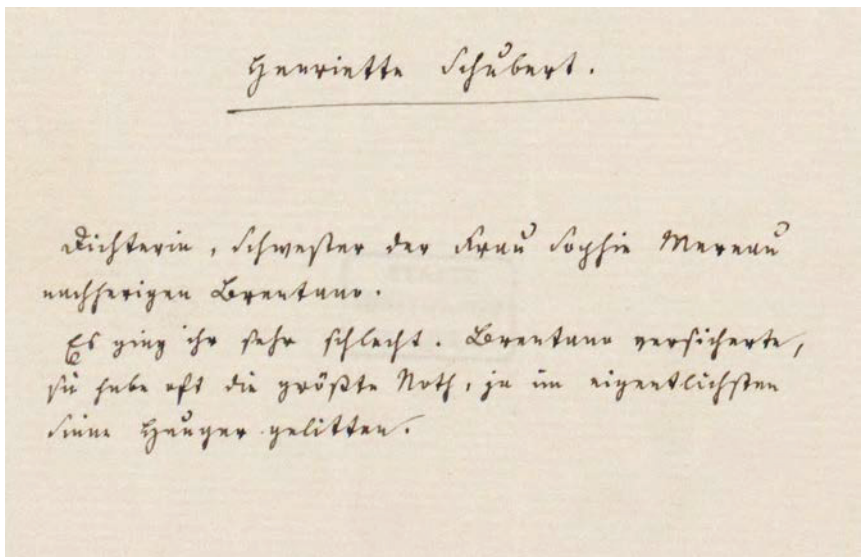 Henriette Schubert.
Dichterin, Schwester der Frau Sophie Mereau
nachherigen Brentano.
Es ging ihr sehr schlecht. Brentano versicherte,
sie habe oft die größte Noth, ja im eigentlichsten
Sinne Hunger gelitten.